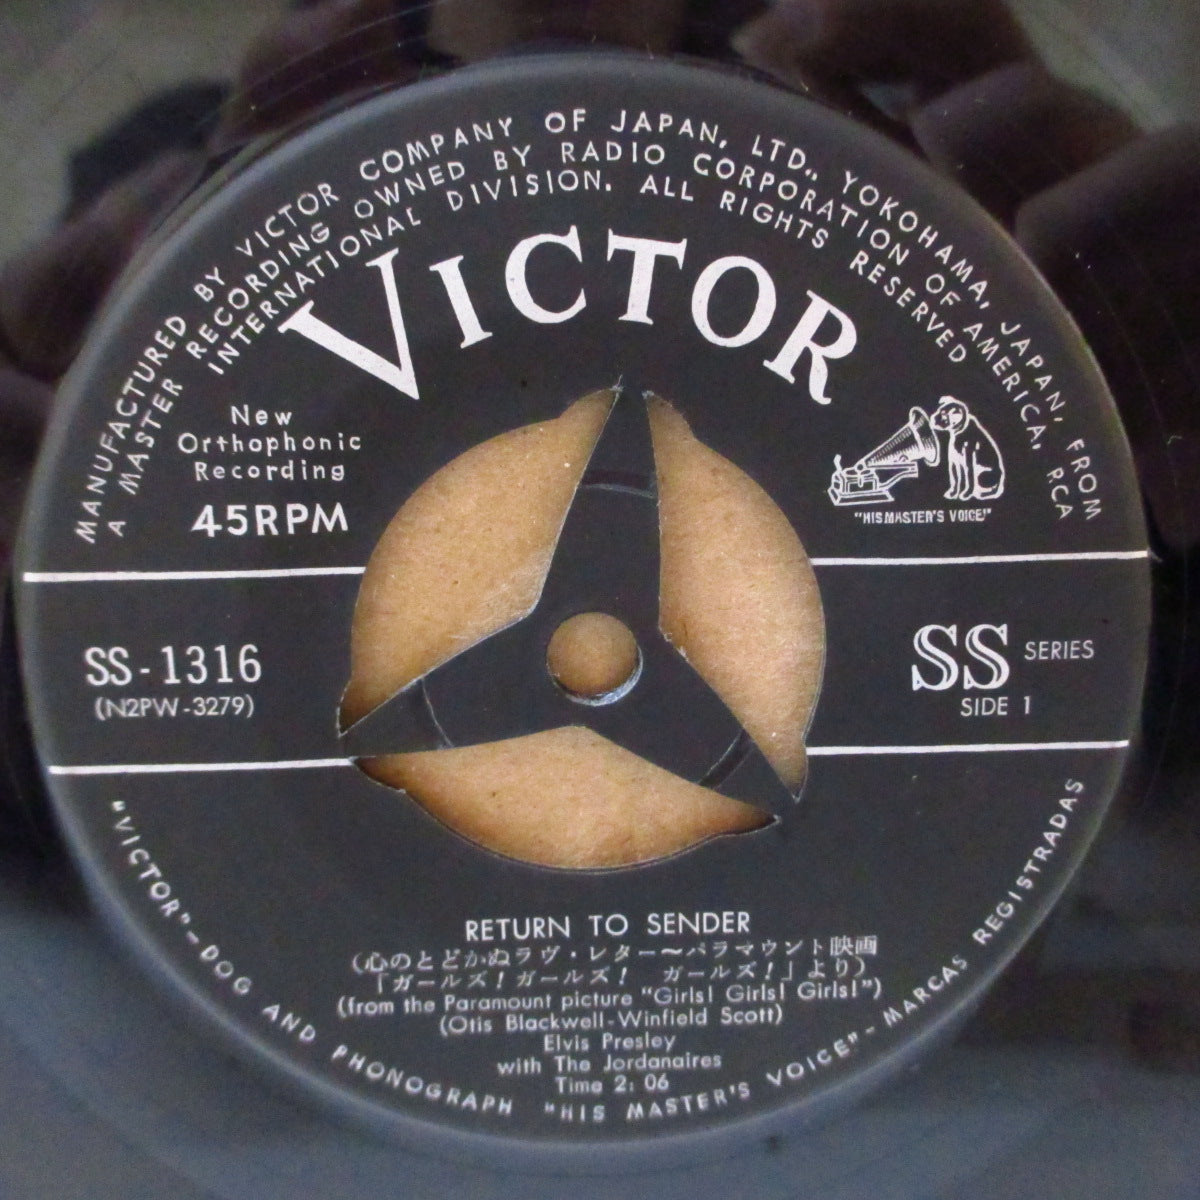 MANUFACTURED BY VICTOR COMPANY OF JAPAN, LTD., YOKOHAMA, JAPAN, FROM
A MASTER RECORDING OWNED BY RADIO CORPORATION OF AMERICA, RCA
INTERNATIONAL DIVISION. ALL RIGHTS RESERVED
VICTOR
New
Orthophonic
Recording
45RPM
"HIS MASTER'S VOICE"
SS-1316
(N2PW-3279)
SS SERIES
SIDE 1
RETURN TO SENDER
(心のとどかぬラヴ・レター〜パラマウント映画
「ガールズ!ガールズ! ガールズ!」より)
(from the Paramount picture "Girls! Girls! Girls!")
(Otis Blackwell-Winfield Scott)
Elvis Presley
with The Jordanaires
Time 2:06
"VICTOR"-DOG AND PHONOGRAPH "HIS MASTER'S VOICE"-MARCAS REGISTRADAS